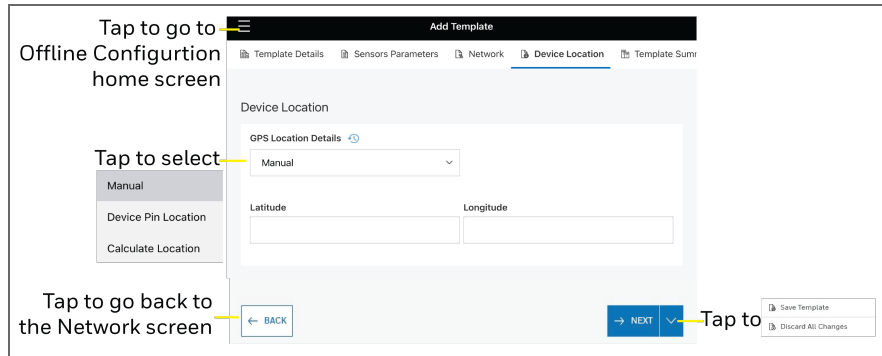 Tap to go to
Offline Configurtion
home screen
Add Template
Template Details Sensors Parameters Network Device Location Template Sumr
Device Location
GPS Location Details
Tap to select
Manual
Manual
Device Pin Location
Calculate Location
Latitude Longitude
Tap to go back to
the Network screen
← BACK
→ NEXT
Tap to
Save Template
Discard All Changes